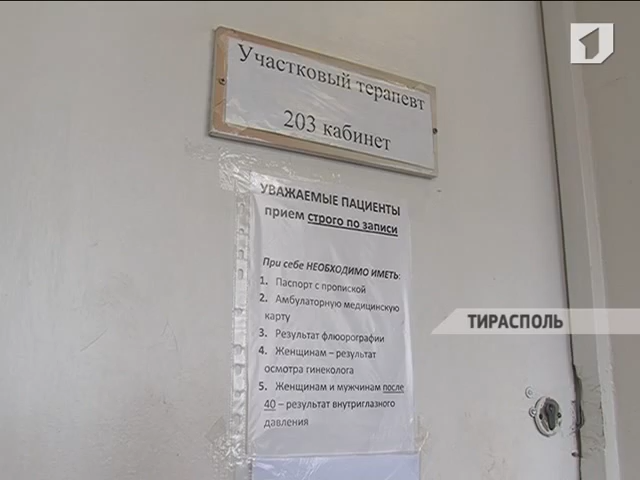 1
Участковый терапевт
203 кабинет
УВАЖАЕМЫЕ ПАЦИЕНТЫ
прием строго по записи
При себе НЕОБХОДИМО ИМЕТЬ:
1. Паспорт с пропиской
2. Амбулаторную медицинскую
карту
3. Результат флюорографии
4. Женщинам – результат
осмотра гинеколога
5. Женщинам и мужчинам после
40 – результат внутриглазного
давления
ТИРАСПОЛЬ